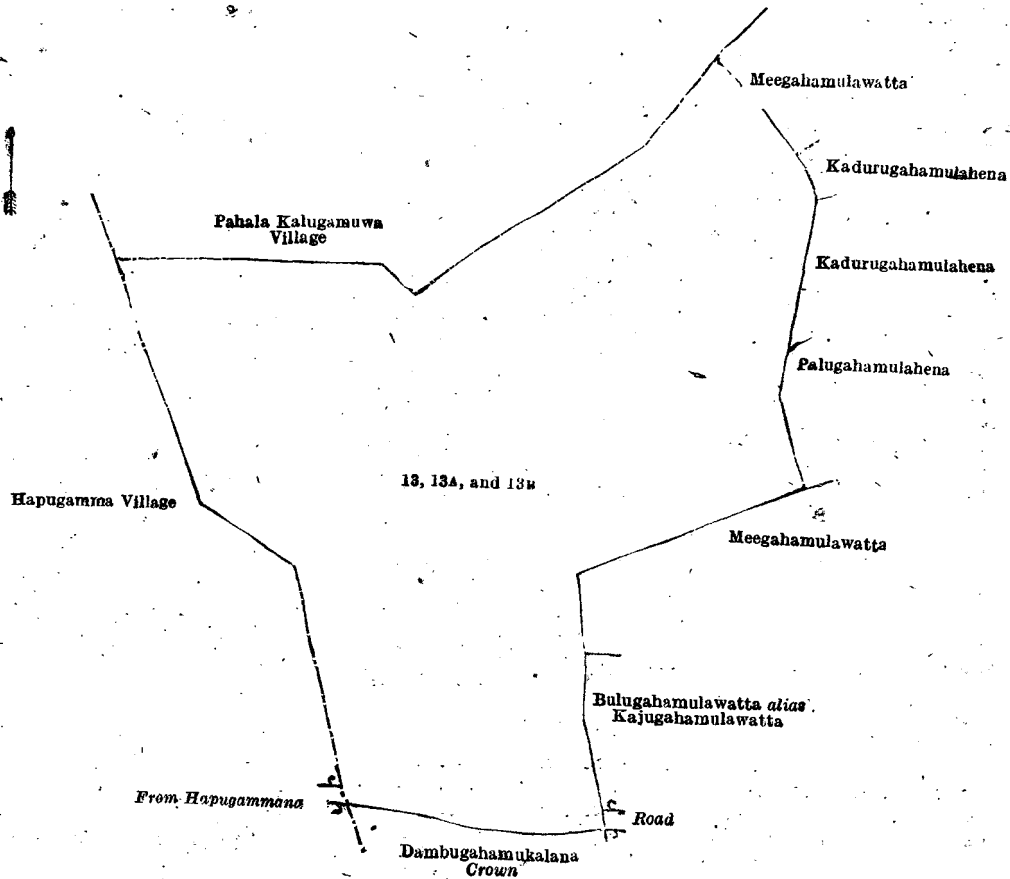 Meegahamulawatta
Kadurugahamulahena
Pahala Kalugamuwa
Village
Kadurugahamulahena
Palugahamulahena
13, 13A, and 13B
Hapugamma Village
Meegahamulawatta
Bulugahamulawatta alias
Kajugahamulawatta
From Hapugammana
Road
Dambugahamukalana
Crown